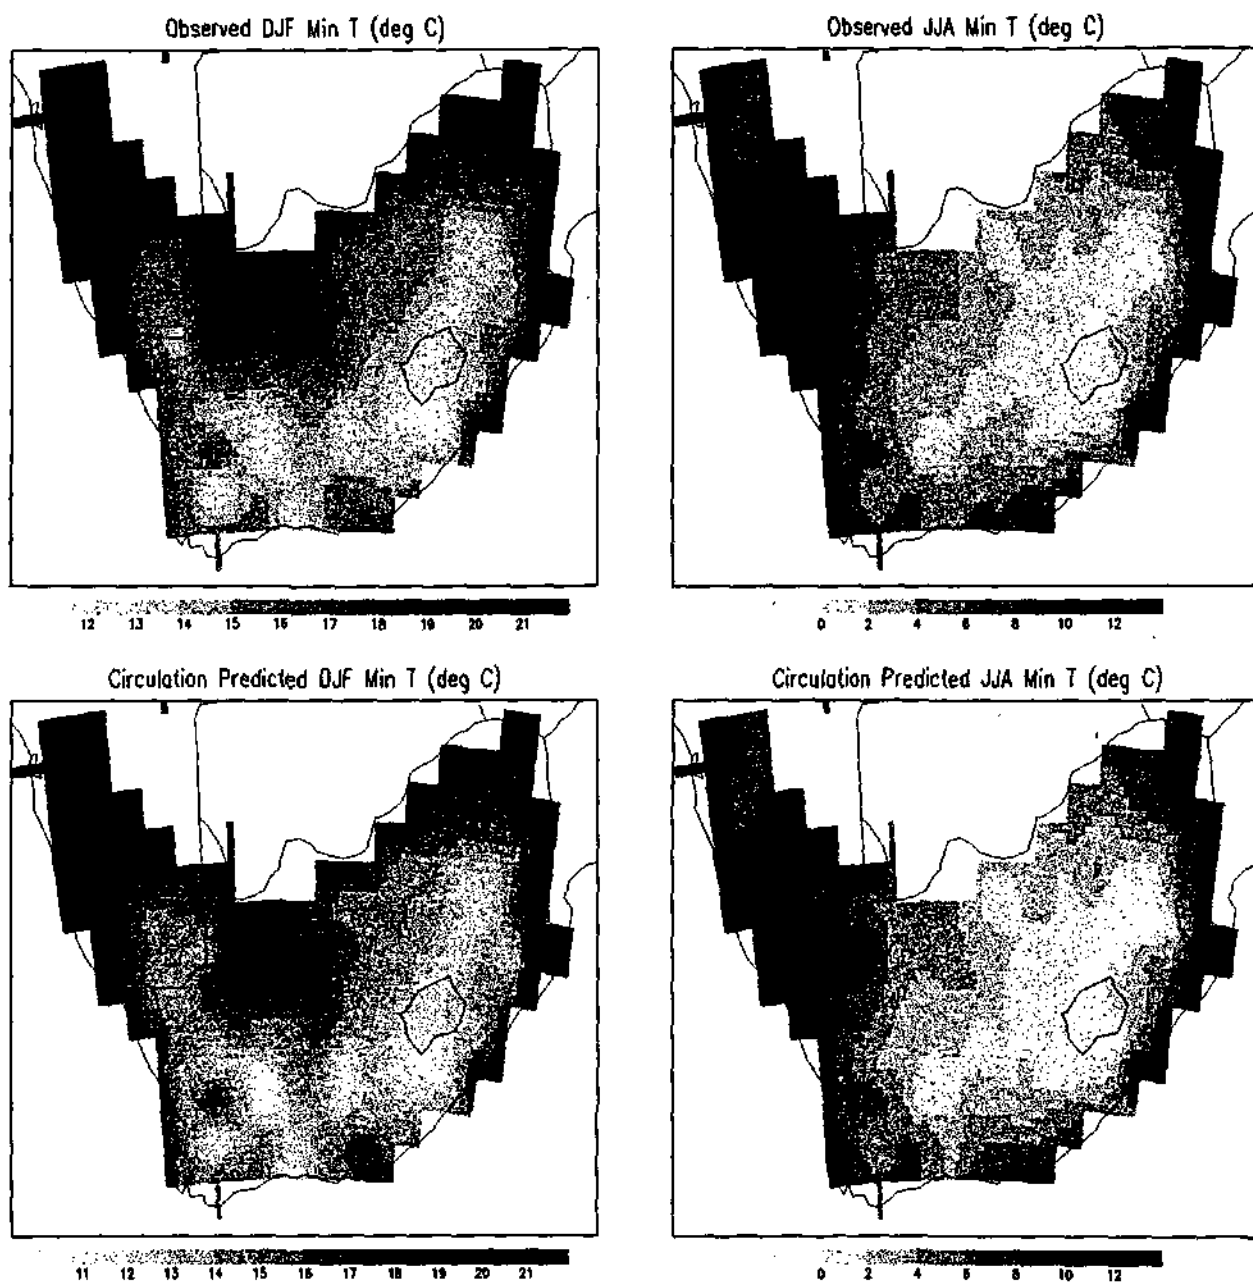 Observed DJF Min T (deg C)
Observed JJA Min T (deg C)
12 13 14 15 16 17 18 19 20 21
0 2 4 6 8 10 12
Circulation Predicted DJF Min T (deg C)
Circulation Predicted JJA Min T (deg C)
11 12 13 14 15 16 17 18 19 20 21
0 2 4 6 8 10 12